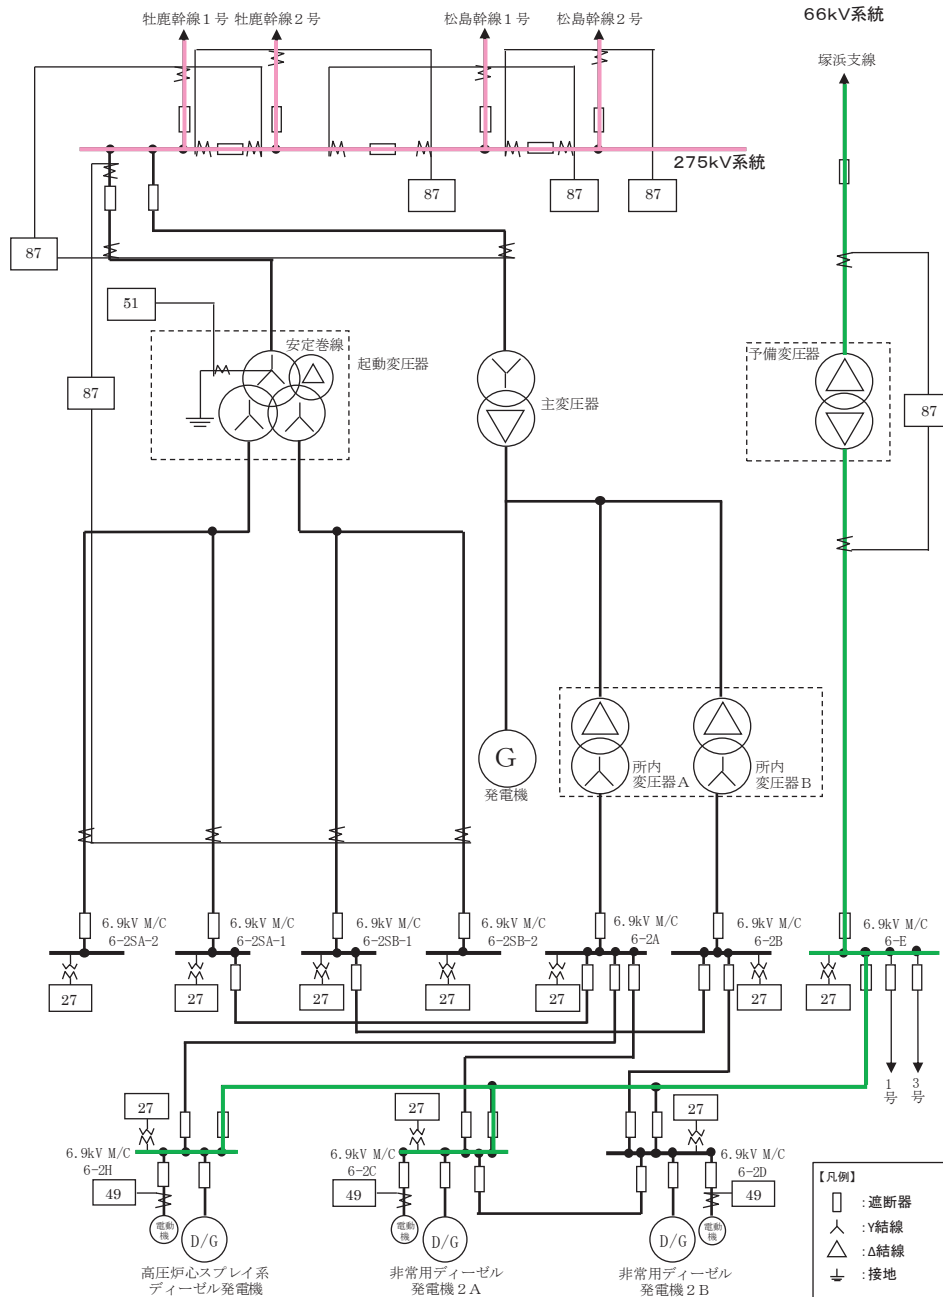 66kV系統
牡鹿幹線1号 牡鹿幹線2号 松島幹線1号 松島幹線2号
塚浜支線
275kV系統
87
87
87
87
51
安定巻線
起動変圧器
87
主変圧器
予備変圧器
87
G
発電機
所内
変圧器A
所内
変圧器B
6.9kV M/C
6-2SA-2
6.9kV M/C
6-2SA-1
6.9kV M/C
6-2SB-1
6.9kV M/C
6-2SB-2
6.9kV M/C
6-2A
6.9kV M/C
6-2B
6.9kV M/C
6-E
27
27
27
27
27
27
27
1号
3号
27
27
27
6.9kV M/C
6-2H
6.9kV M/C
6-2C
6.9kV M/C
6-2D
49
49
49
電動
機
D/G
電動
機
D/G
D/G
電動
機
高圧炉心スプレイ系
ディーゼル発電機
非常用ディーゼル
発電機2A
非常用ディーゼル
発電機2B
【凡例】
:遮断器
:Y結線
:Δ結線
:接地